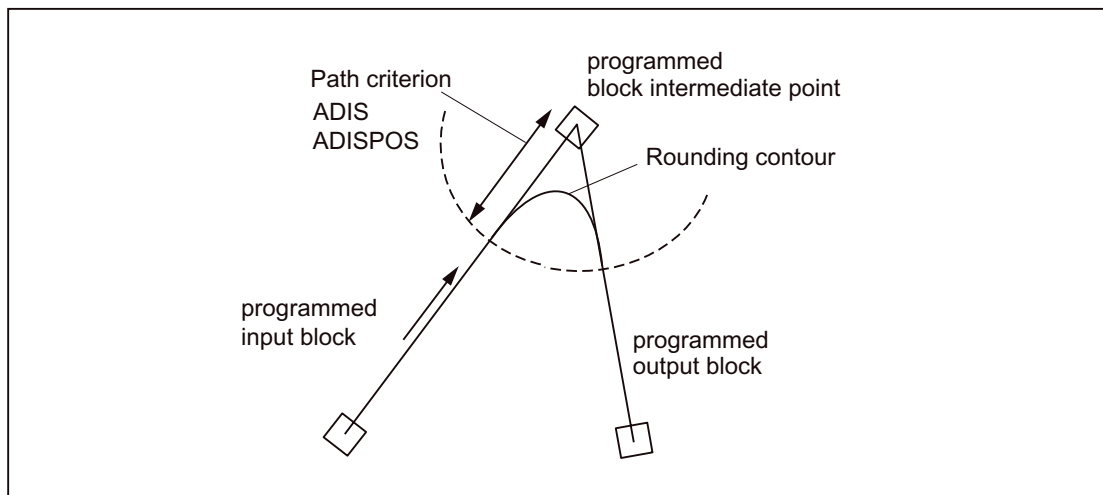 programmed
block intermediate point
Path criterion
ADIS
ADISPOS
Rounding contour
programmed
input block
programmed
output block